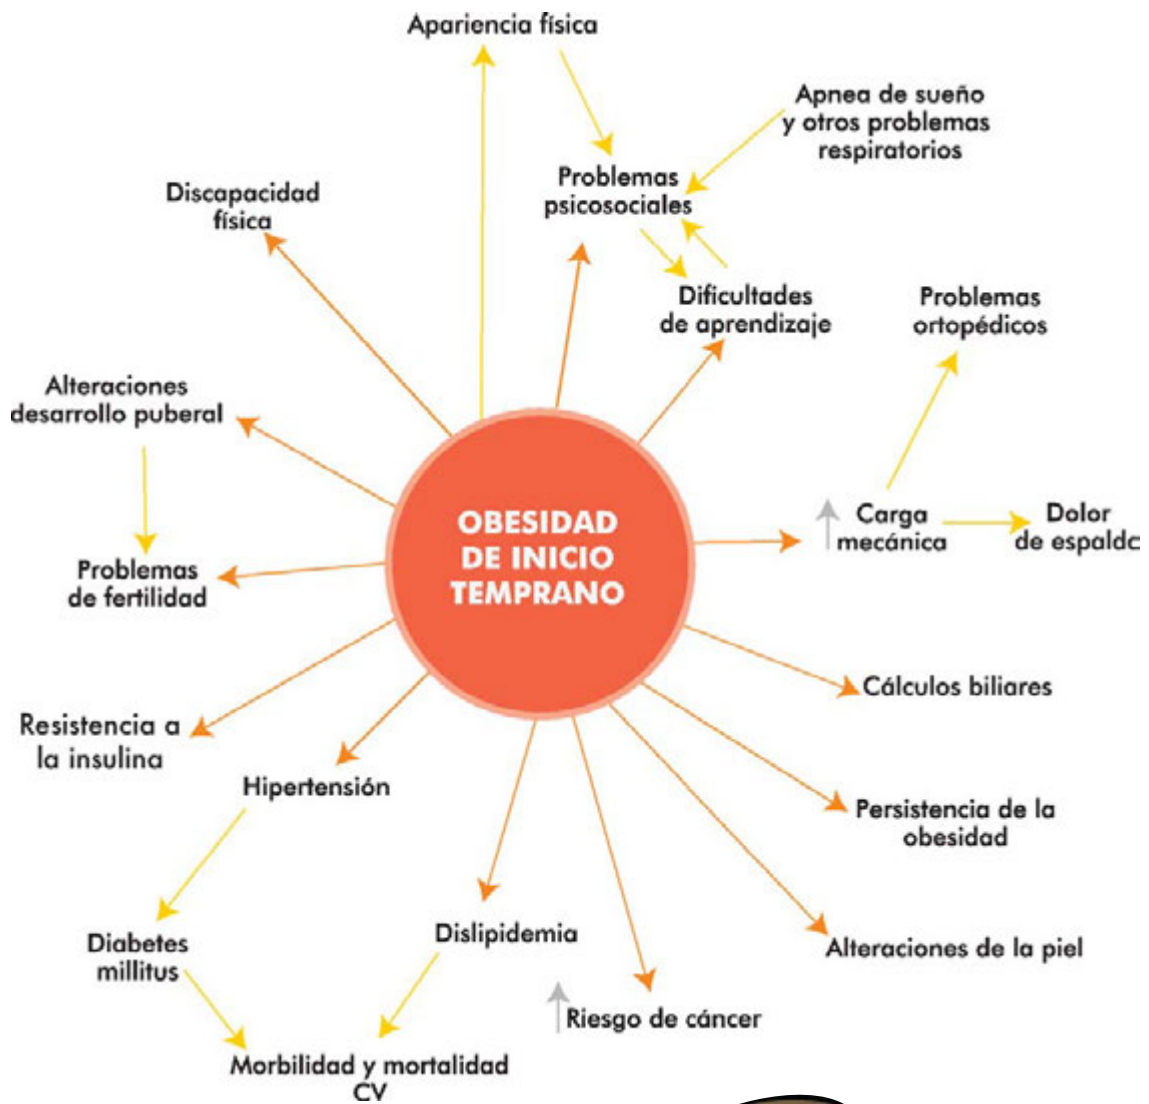 Apariencia física
Apnea de sueño
y otros problemas
respiratorios
Problemas
psicosociales
Discapacidad
física
Dificultades
de aprendizaje
Problemas
ortopédicos
Alteraciones
desarrollo puberal
OBESIDAD
DE INICIO
TEMPRANO
Carga
mecánica
Dolor
de espaldc
Problemas
de fertilidad
Cálculos biliares
Resistencia a
la insulina
Hipertensión
Persistencia de la
obesidad
Diabetes
millitus
Dislipidemia
Alteraciones de la piel
Riesgo de cáncer
Morbilidad y mortalidad
CV